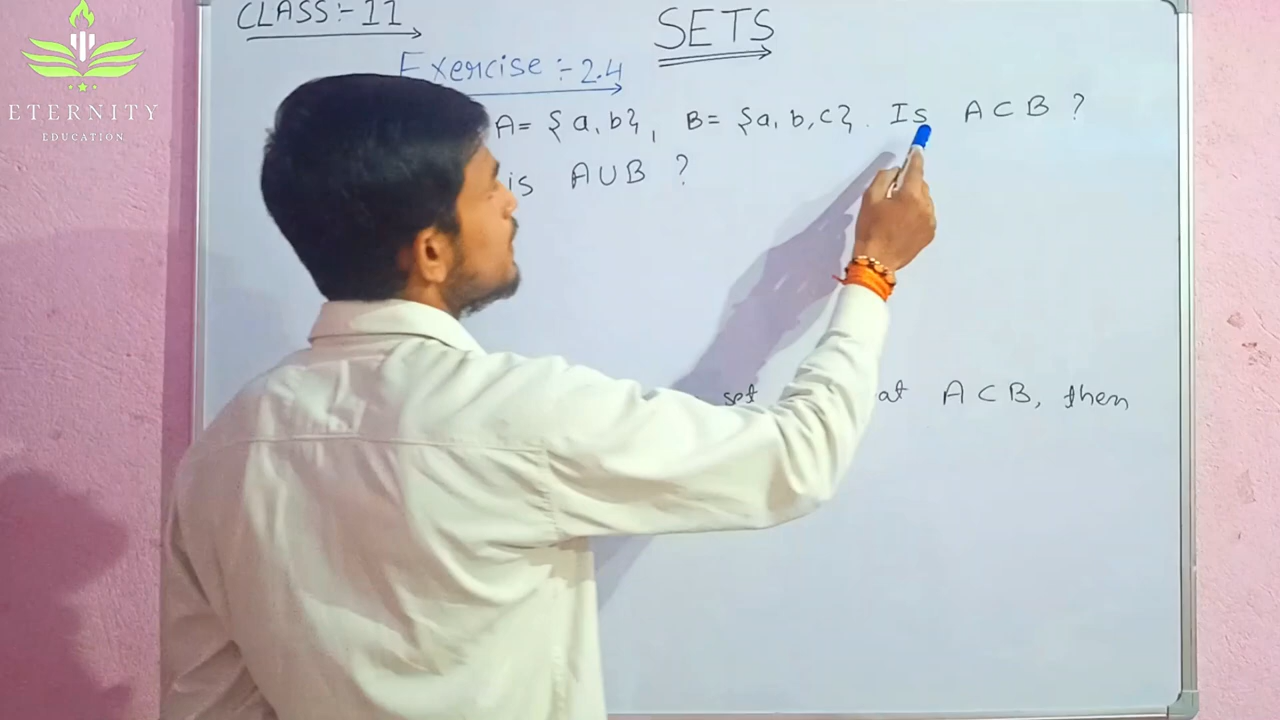 ETERNITY
EDUCATION
CLASS:- 11
SETS
Exercise :- 2.4
A= {a, b}, B= {a, b, c}. Is A⊂B ?
is A∪B ?
set at A⊂B, then